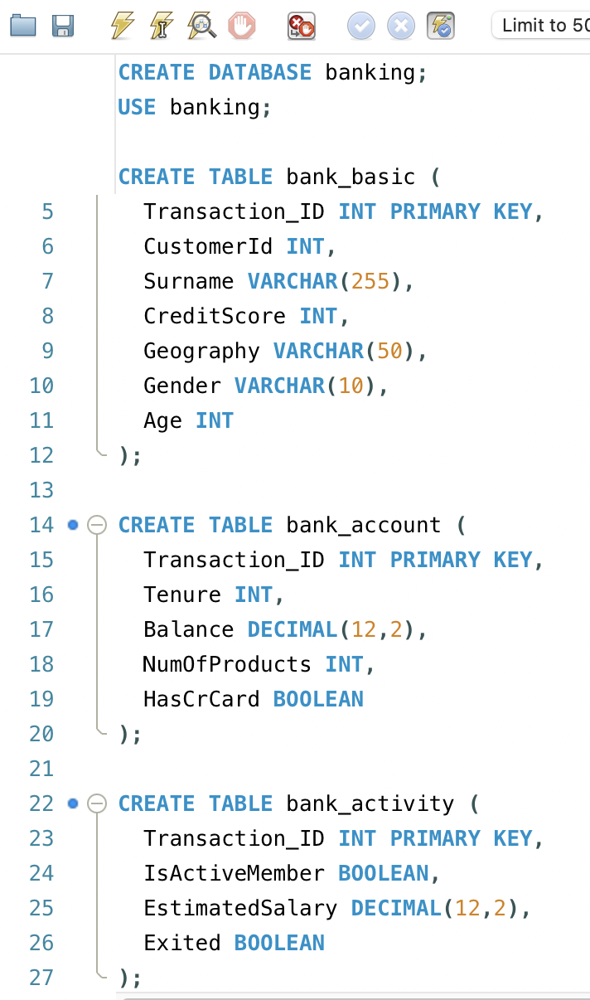 Limit to 50
CREATE DATABASE banking;
USE banking;
CREATE TABLE bank_basic (
5 Transaction_ID INT PRIMARY KEY,
6 CustomerId INT,
7 Surname VARCHAR(255),
8 CreditScore INT,
9 Geography VARCHAR(50),
10 Gender VARCHAR(10),
11 Age INT
12 );
13
14 CREATE TABLE bank_account (
15 Transaction_ID INT PRIMARY KEY,
16 Tenure INT,
17 Balance DECIMAL(12,2),
18 NumOfProducts INT,
19 HasCrCard BOOLEAN
20 );
21
22 CREATE TABLE bank_activity (
23 Transaction_ID INT PRIMARY KEY,
24 IsActiveMember BOOLEAN,
25 EstimatedSalary DECIMAL(12,2),
26 Exited BOOLEAN
27 );